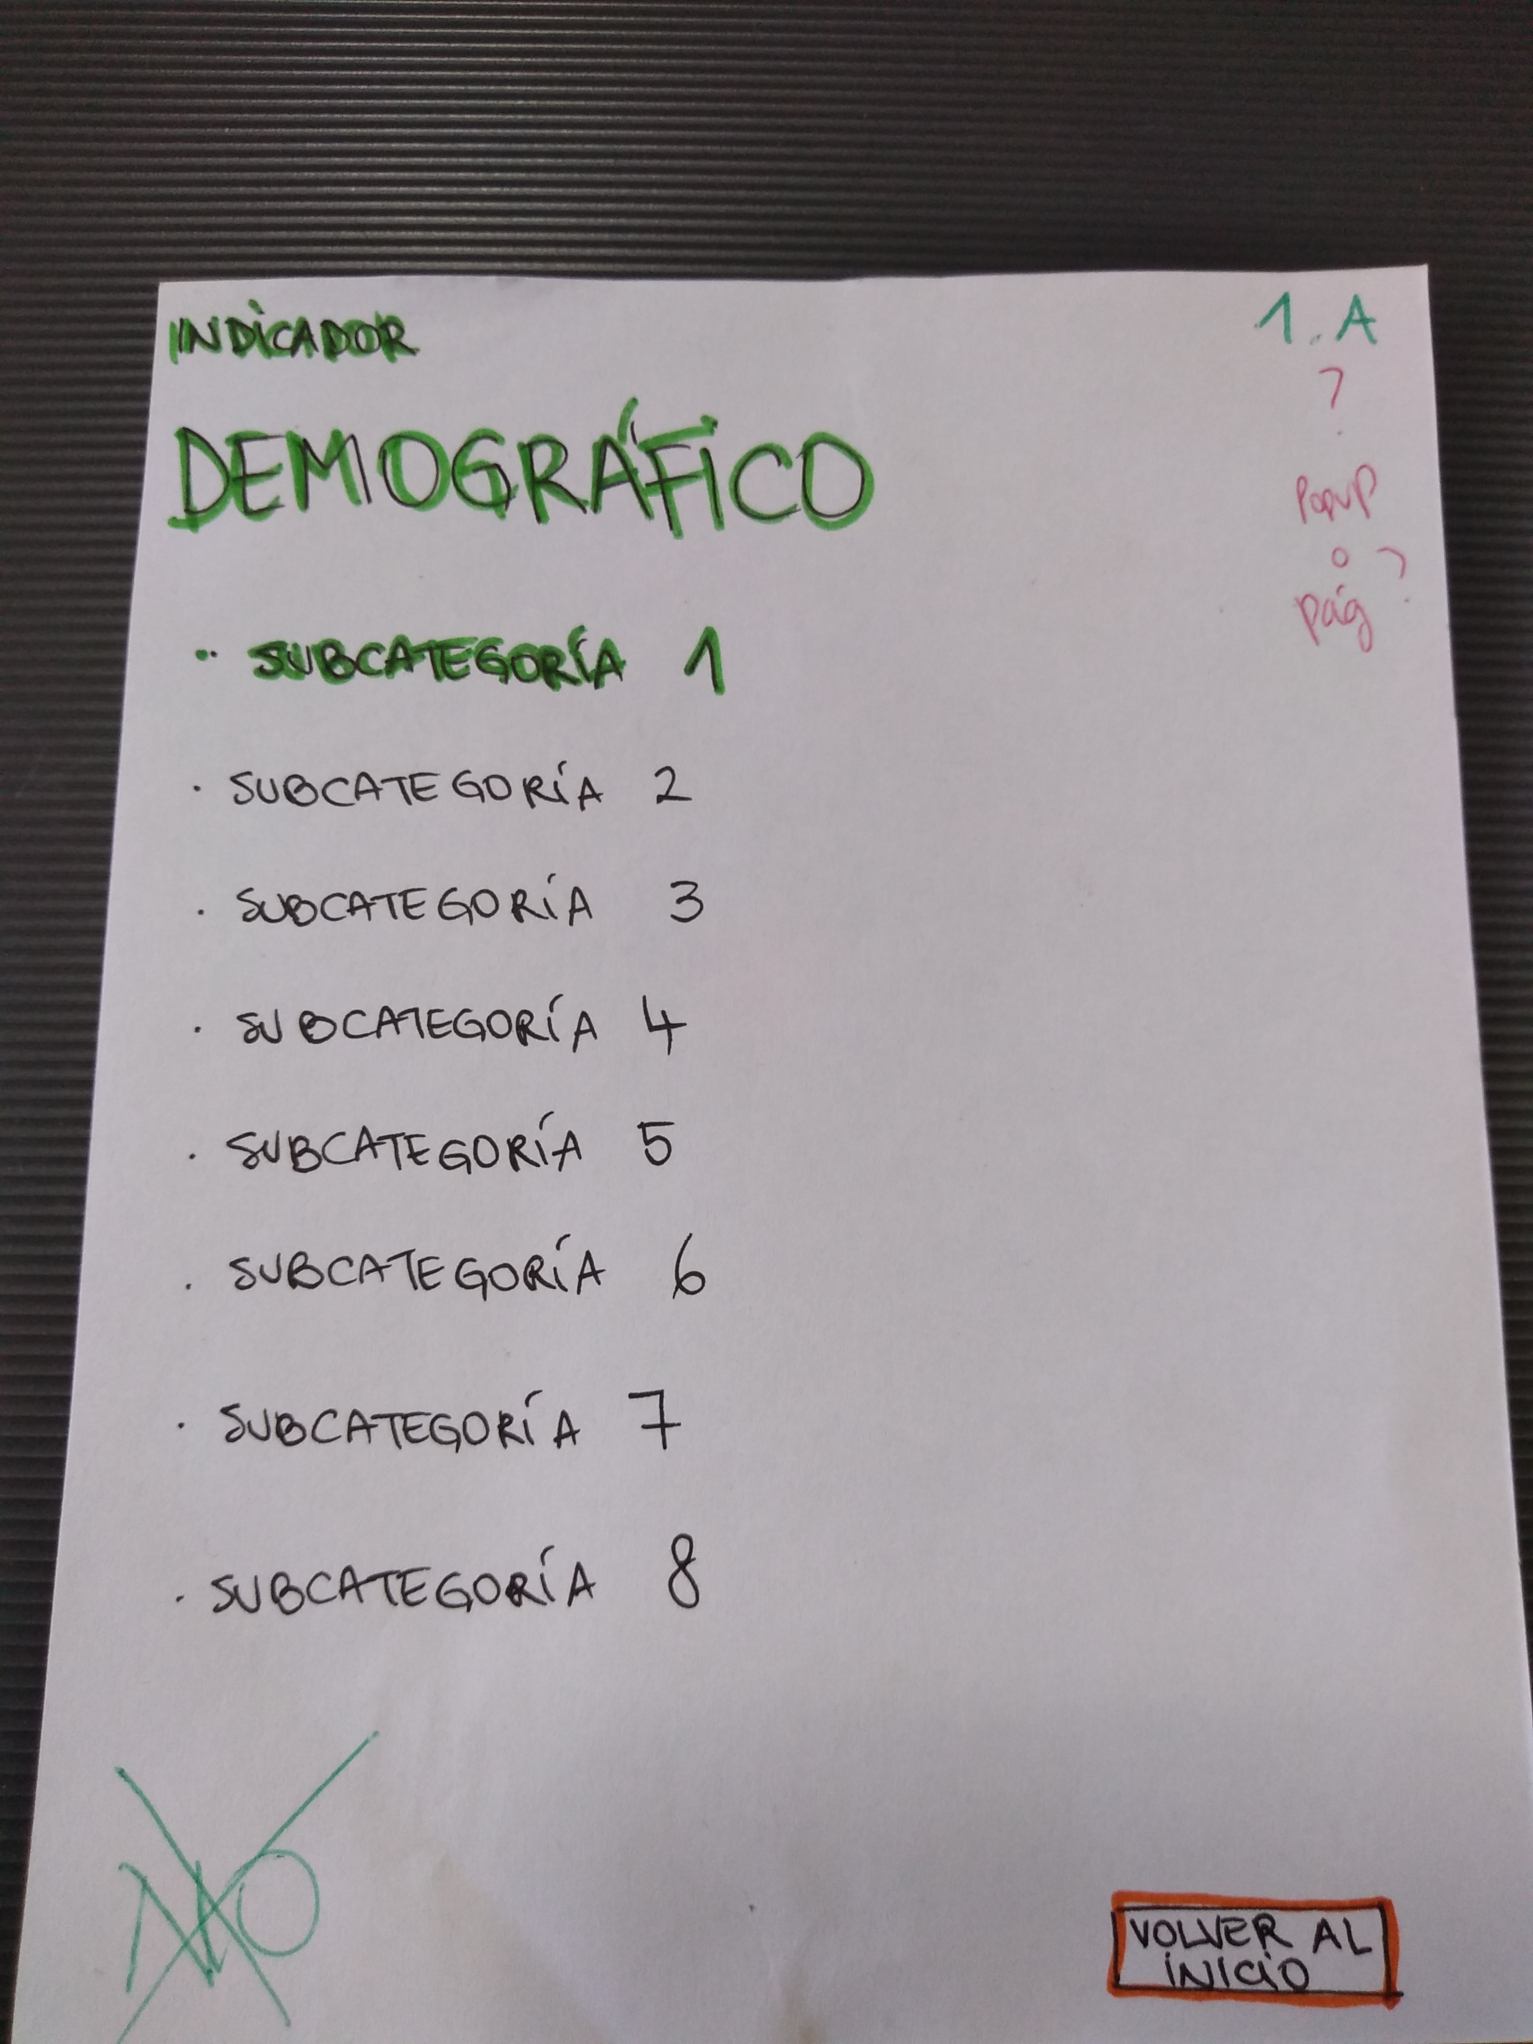 INDICADOR
1.A
?
DEMOGRÁFICO
POPUP
o ?
pág
· SUBCATEGORÍA 1
· SUBCATEGORÍA 2
· SUBCATEGORÍA 3
· SUBCATEGORÍA 4
· SUBCATEGORÍA 5
· SUBCATEGORÍA 6
· SUBCATEGORÍA 7
· SUBCATEGORÍA 8
NO
VOLVER AL
INICIO